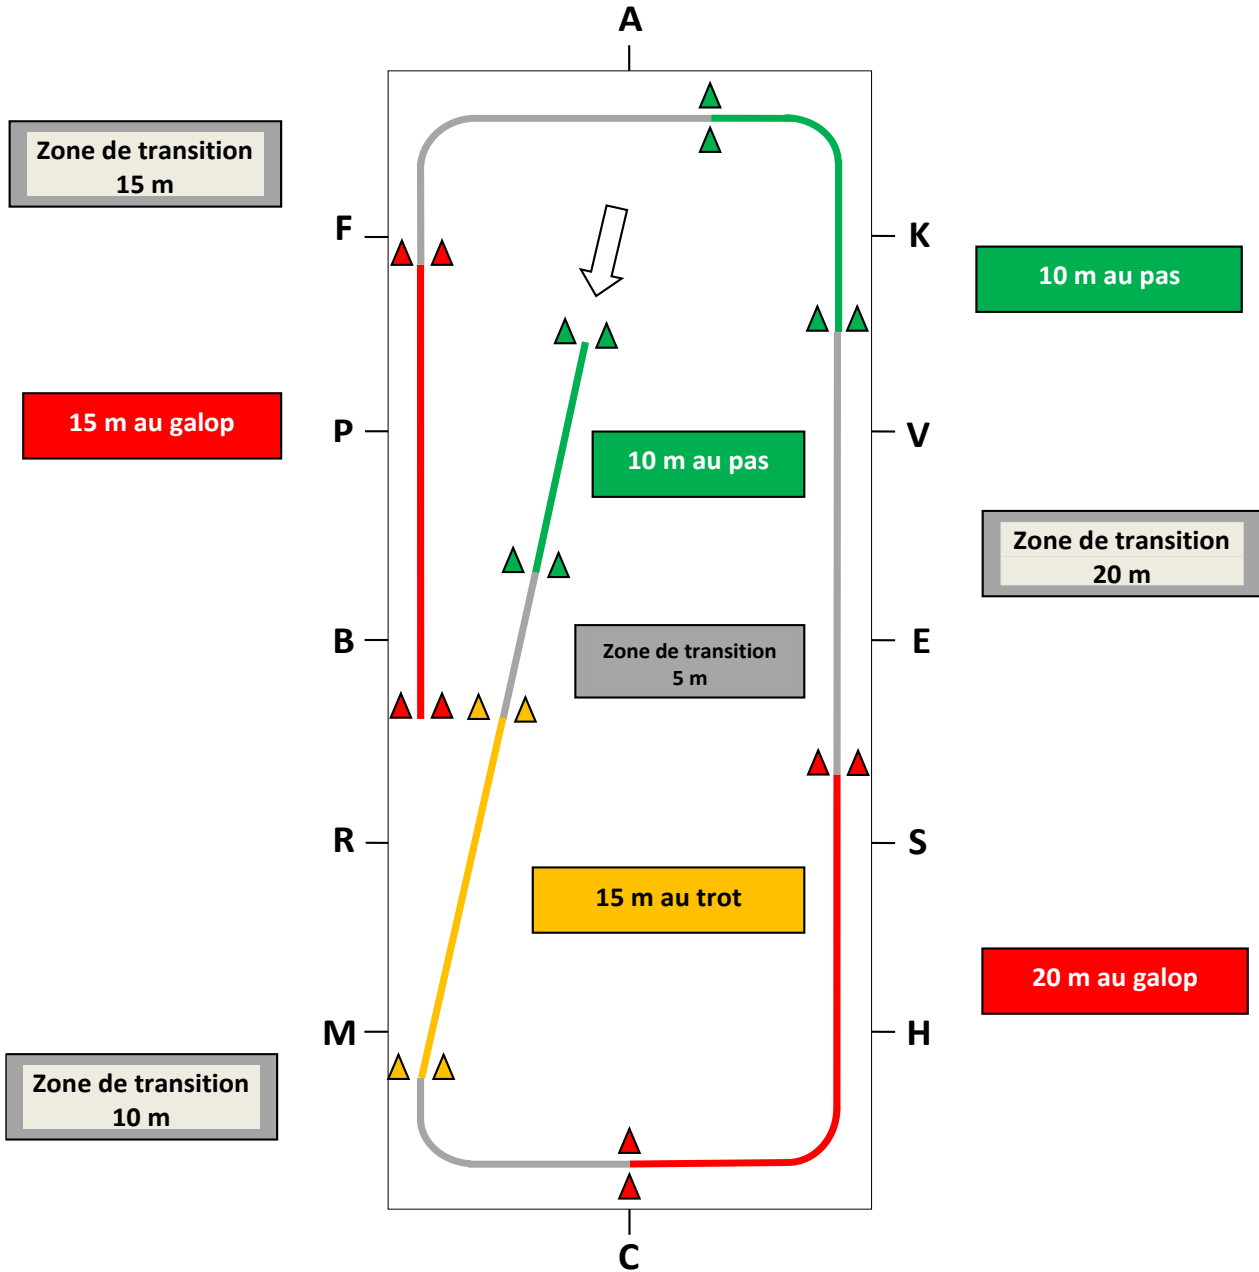 A
Zone de transition
15 m
F
K
10 m au pas
15 m au galop
P
V
10 m au pas
Zone de transition
20 m
B
E
Zone de transition
5 m
R
S
15 m au trot
20 m au galop
M
H
Zone de transition
10 m
C